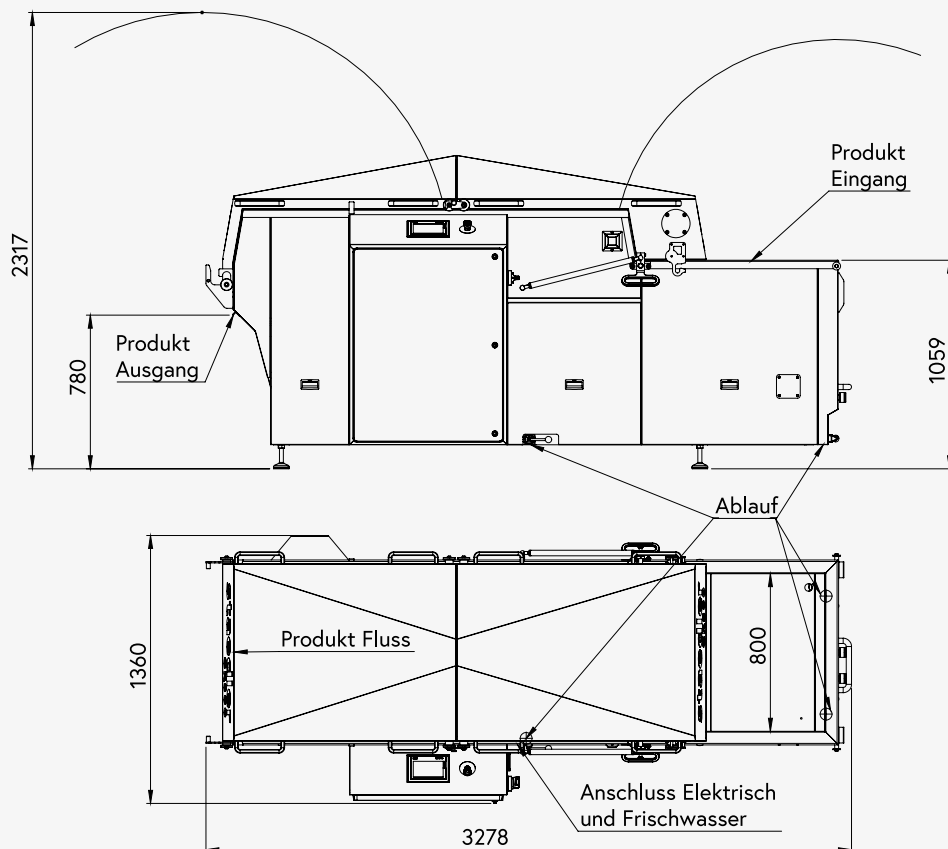 Produkt
Eingang
2317
Produkt
Ausgang
780
1059
Ablauf
1360
Produkt Fluss
800
Anschluss Elektrisch
und Frischwasser
3278